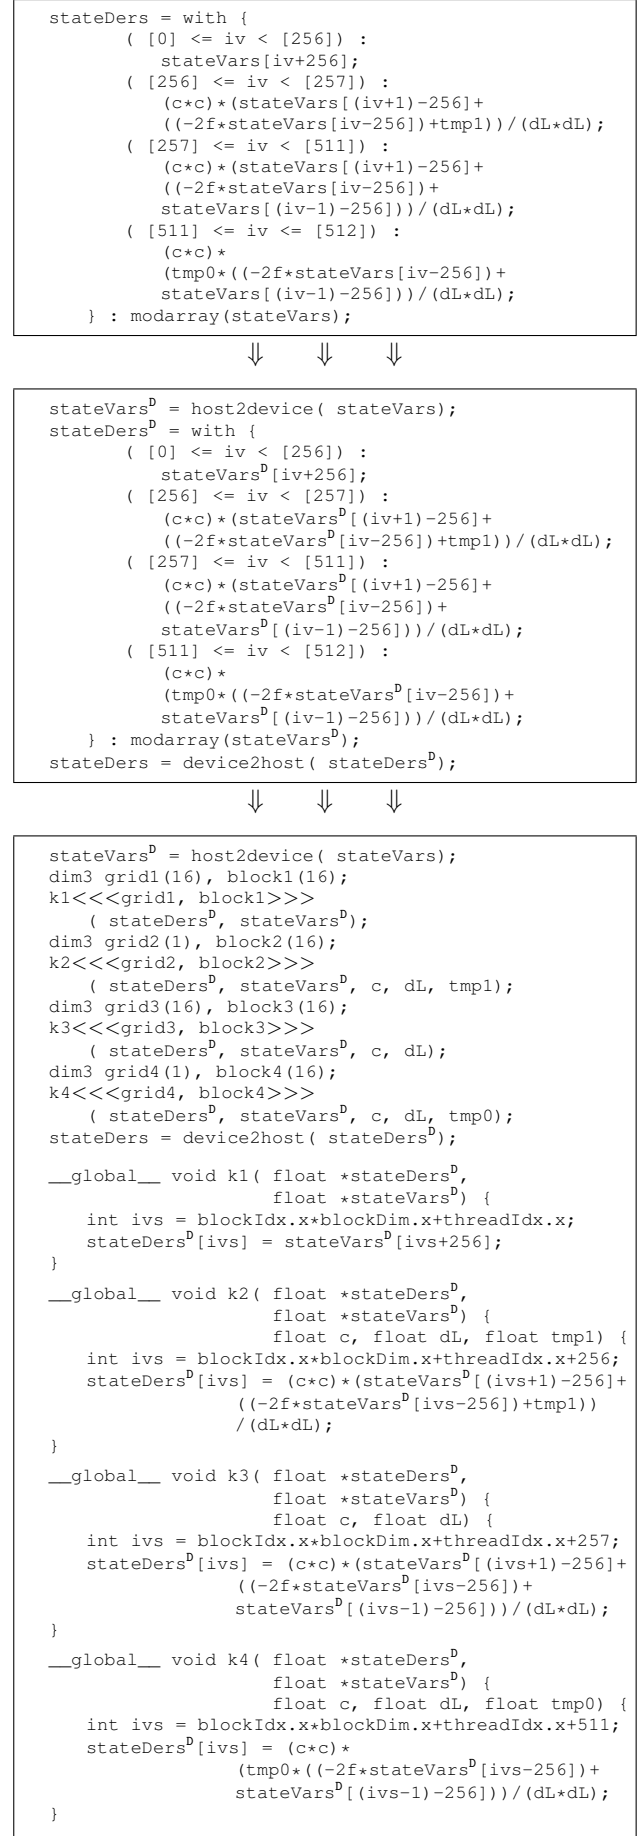 stateDers = with {
( [0] <= iv < [256]) :
stateVars[iv+256];
( [256] <= iv < [257]) :
(c*c)*(stateVars[(iv+1)-256]+
((-2f*stateVars[iv-256])+tmp1))/(dL*dL);
( [257] <= iv < [511]) :
(c*c)*(stateVars[(iv+1)-256]+
((-2f*stateVars[iv-256])+
stateVars[(iv-1)-256]))/(dL*dL);
( [511] <= iv <= [512]) :
(c*c)*
(tmp0*((-2f*stateVars[iv-256])+
stateVars[(iv-1)-256]))/(dL*dL);
} : modarray(stateVars);
⇓ ⇓ ⇓
stateVarsᴰ = host2device( stateVars);
stateDersᴰ = with {
( [0] <= iv < [256]) :
stateVarsᴰ[iv+256];
( [256] <= iv < [257]) :
(c*c)*(stateVarsᴰ[(iv+1)-256]+
((-2f*stateVarsᴰ[iv-256])+tmp1))/(dL*dL);
( [257] <= iv < [511]) :
(c*c)*(stateVarsᴰ[(iv+1)-256]+
((-2f*stateVarsᴰ[iv-256])+
stateVarsᴰ[(iv-1)-256]))/(dL*dL);
( [511] <= iv < [512]) :
(c*c)*
(tmp0*((-2f*stateVarsᴰ[iv-256])+
stateVarsᴰ[(iv-1)-256]))/(dL*dL);
} : modarray(stateVarsᴰ);
stateDers = device2host( stateDersᴰ);
⇓ ⇓ ⇓
stateVarsᴰ = host2device( stateVars);
dim3 grid1(16), block1(16);
k1<<<grid1, block1>>>
( stateDersᴰ, stateVarsᴰ);
dim3 grid2(1), block2(16);
k2<<<grid2, block2>>>
( stateDersᴰ, stateVarsᴰ, c, dL, tmp1);
dim3 grid3(16), block3(16);
k3<<<grid3, block3>>>
( stateDersᴰ, stateVarsᴰ, c, dL);
dim3 grid4(1), block4(16);
k4<<<grid4, block4>>>
( stateDersᴰ, stateVarsᴰ, c, dL, tmp0);
stateDers = device2host( stateDersᴰ);
__global__ void k1( float *stateDersᴰ,
float *stateVarsᴰ) {
int ivs = blockIdx.x*blockDim.x+threadIdx.x;
stateDersᴰ[ivs] = stateVarsᴰ[ivs+256];
}
__global__ void k2( float *stateDersᴰ,
float *stateVarsᴰ) {
float c, float dL, float tmp1) {
int ivs = blockIdx.x*blockDim.x+threadIdx.x+256;
stateDersᴰ[ivs] = (c*c)*(stateVarsᴰ[(ivs+1)-256]+
((-2f*stateVarsᴰ[ivs-256])+tmp1))
/(dL*dL);
}
__global__ void k3( float *stateDersᴰ,
float *stateVarsᴰ) {
float c, float dL) {
int ivs = blockIdx.x*blockDim.x+threadIdx.x+257;
stateDersᴰ[ivs] = (c*c)*(stateVarsᴰ[(ivs+1)-256]+
((-2f*stateVarsᴰ[ivs-256])+
stateVarsᴰ[(ivs-1)-256]))/(dL*dL);
}
__global__ void k4( float *stateDersᴰ,
float *stateVarsᴰ) {
float c, float dL, float tmp0) {
int ivs = blockIdx.x*blockDim.x+threadIdx.x+511;
stateDersᴰ[ivs] = (c*c)*
(tmp0*((-2f*stateVarsᴰ[ivs-256])+
stateVarsᴰ[(ivs-1)-256]))/(dL*dL);
}